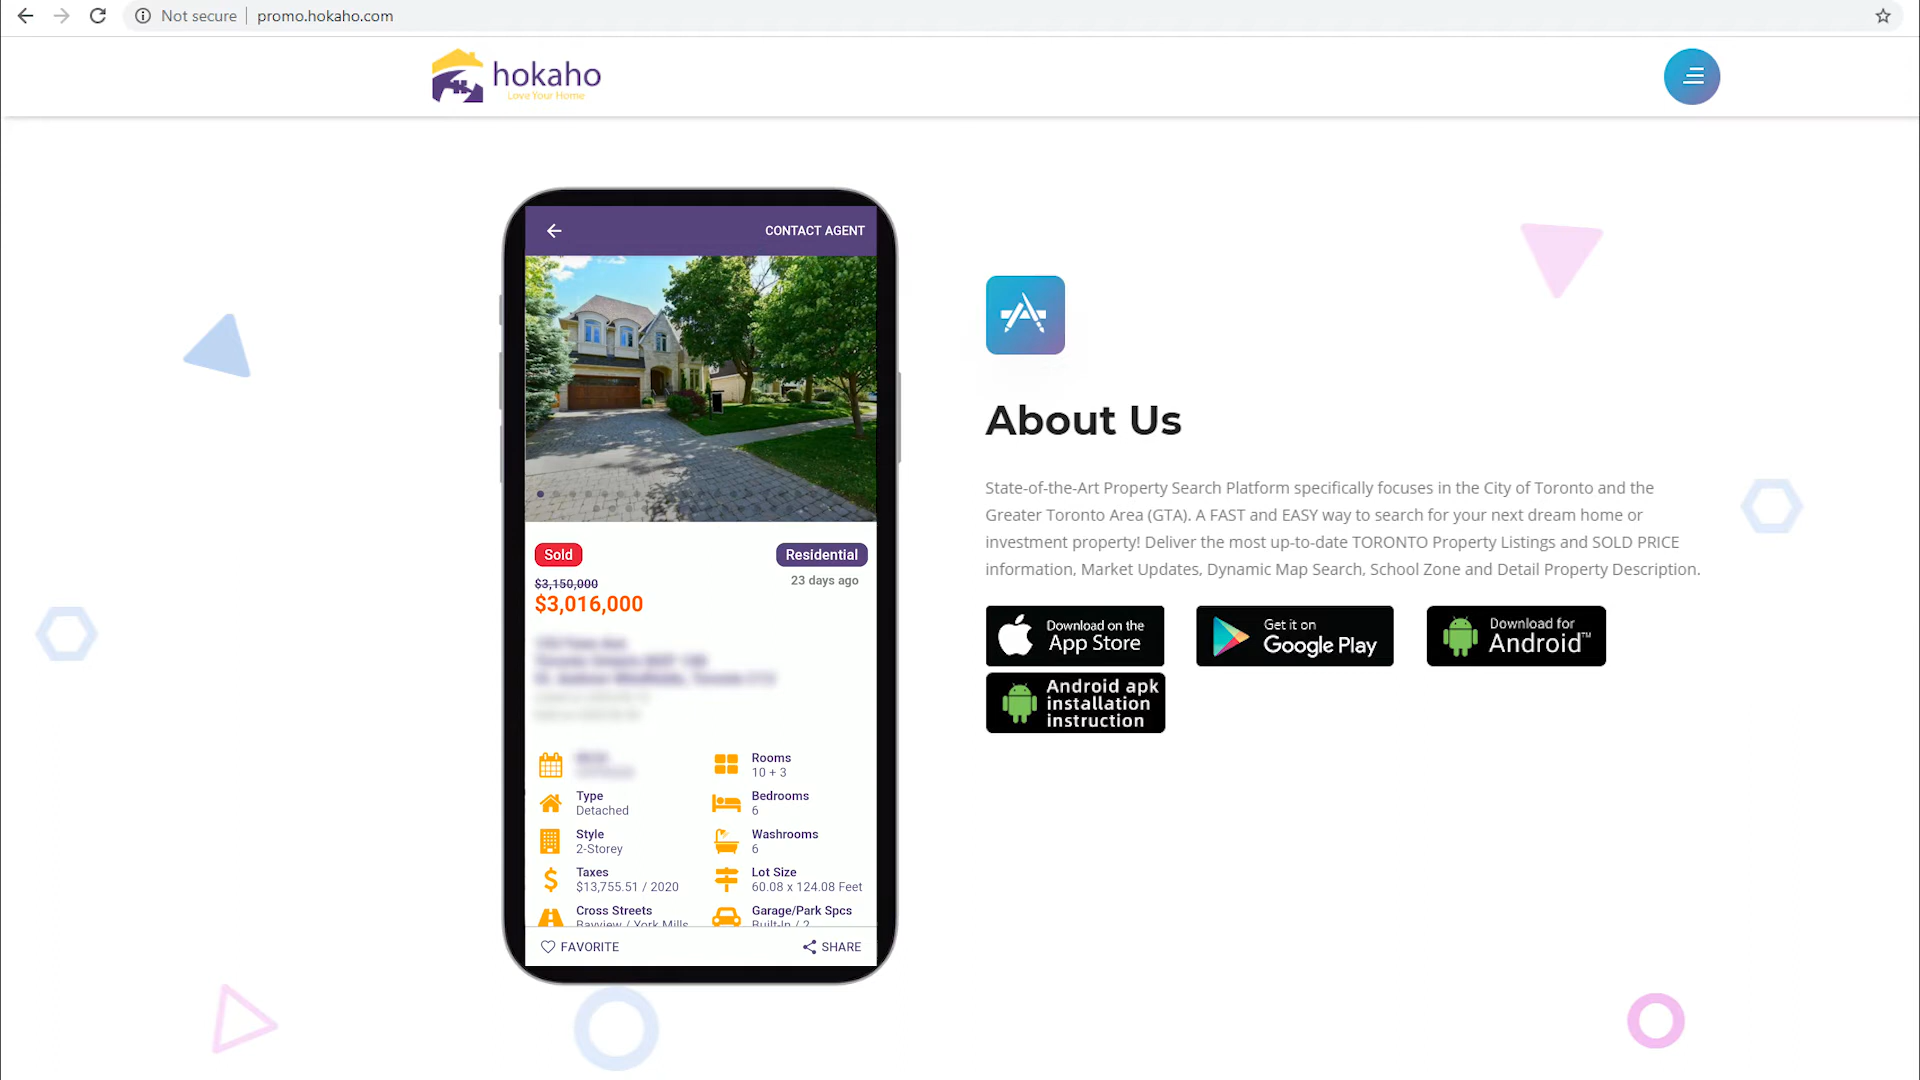 Not secure
promo.hokaho.com
hokaho
Love Your Home
CONTACT AGENT
Sold
Residential
$3,150,000
23 days ago
$3,016,000
Rooms
10 + 3
Type
Detached
Bedrooms
6
Style
2-Storey
Washrooms
6
Taxes
$13,755.51 / 2020
Lot Size
60.08 x 124.08 Feet
Cross Streets
Bayview / York Mills
Garage/Park Spcs
Built-In / 2
FAVORITE
SHARE
About Us
State-of-the-Art Property Search Platform specifically focuses in the City of Toronto and the
Greater Toronto Area (GTA). A FAST and EASY way to search for your next dream home or
investment property! Deliver the most up-to-date TORONTO Property Listings and SOLD PRICE
information, Market Updates, Dynamic Map Search, School Zone and Detail Property Description.
Download on the
App Store
Get it on
Google Play
Download for
Android™
Android apk
installation
instruction